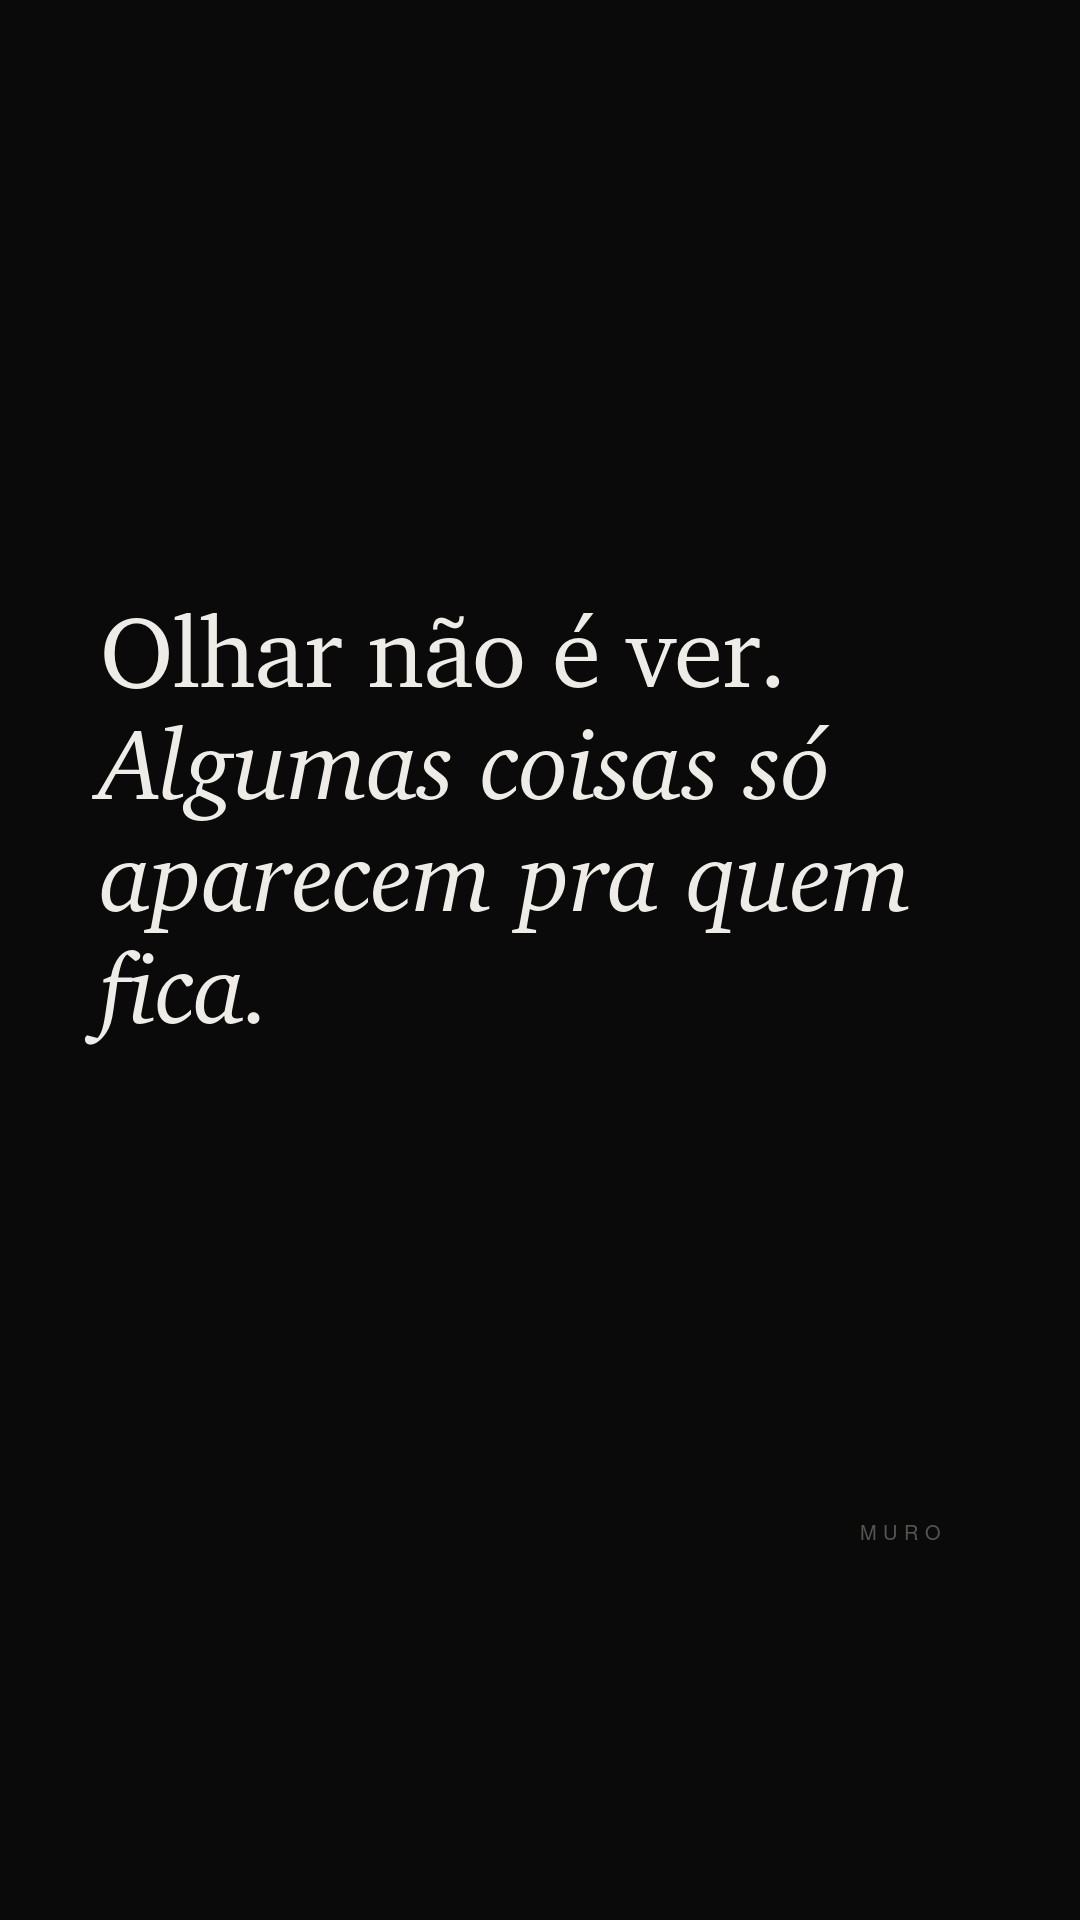 Olhar não é ver.
Algumas coisas só
aparecem pra quem
fica.
MURO